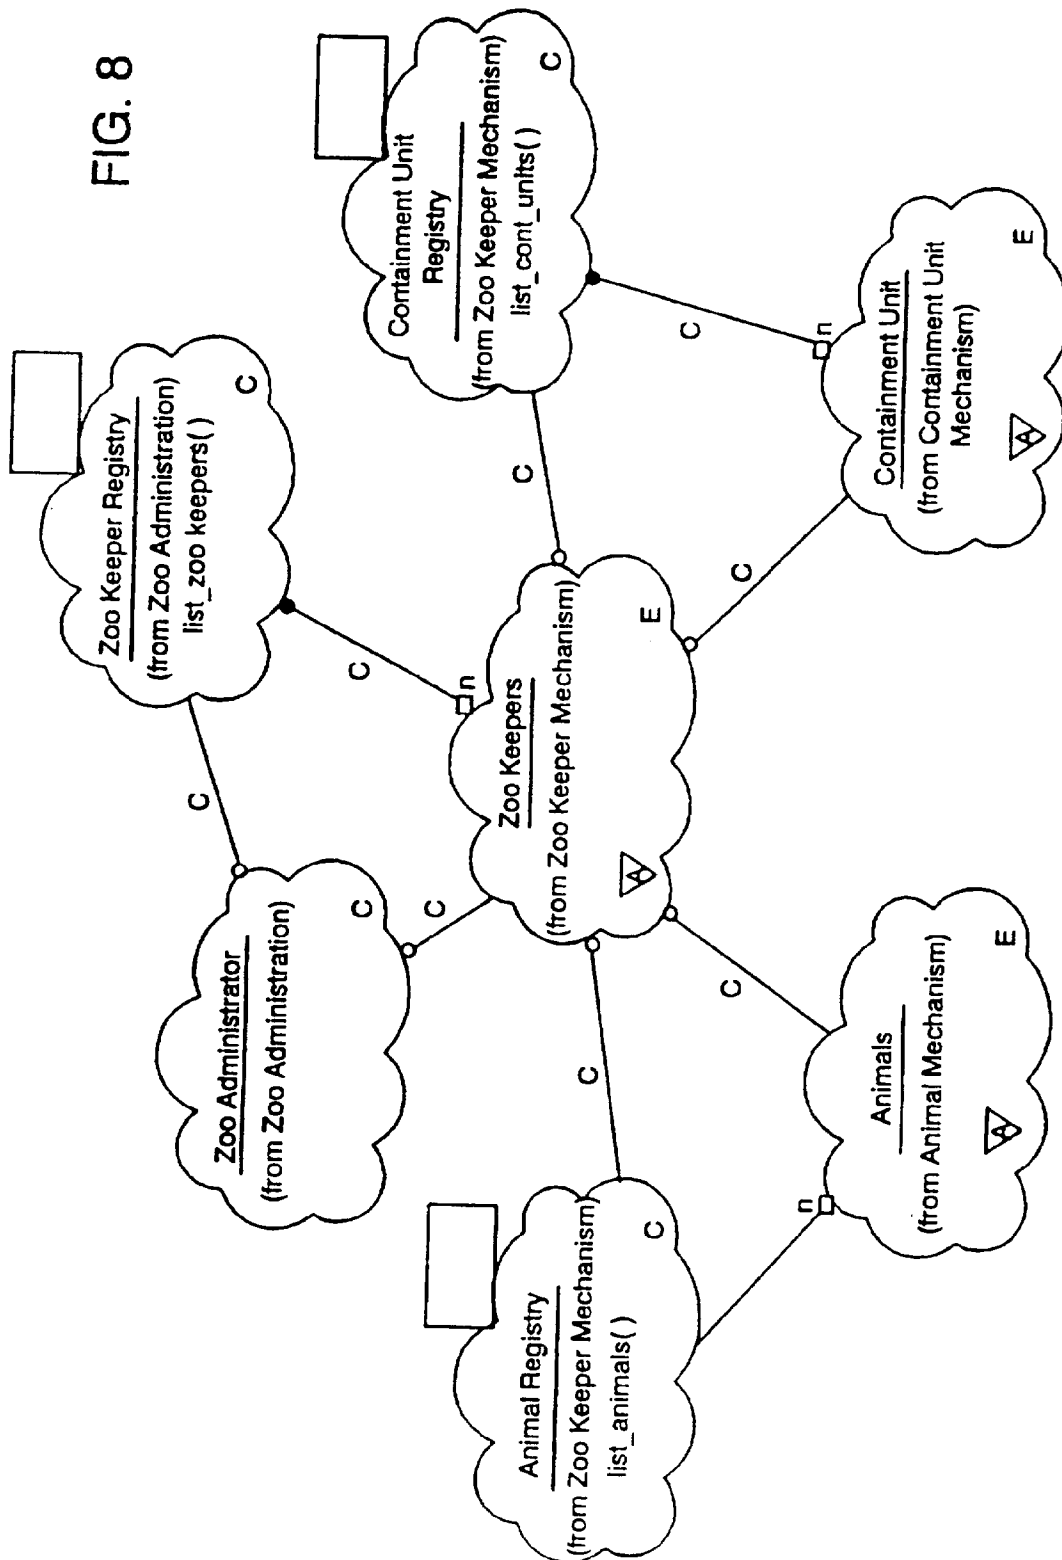 FIG. 8
Zoo Keeper Registry
(from Zoo Administration)
list_zoo keepers()
C
Containment Unit
Registry
(from Zoo Keeper Mechanism)
list_cont_units()
C
Zoo Administrator
(from Zoo Administration)
C
C
C
C
n
C
C
n
Zoo Keepers
(from Zoo Keeper Mechanism)
A
E
Animal Registry
(from Zoo Keeper Mechanism)
list_animals()
C
C
C
C
n
Animals
(from Animal Mechanism)
A
E
Containment Unit
(from Containment Unit
Mechanism)
A
E